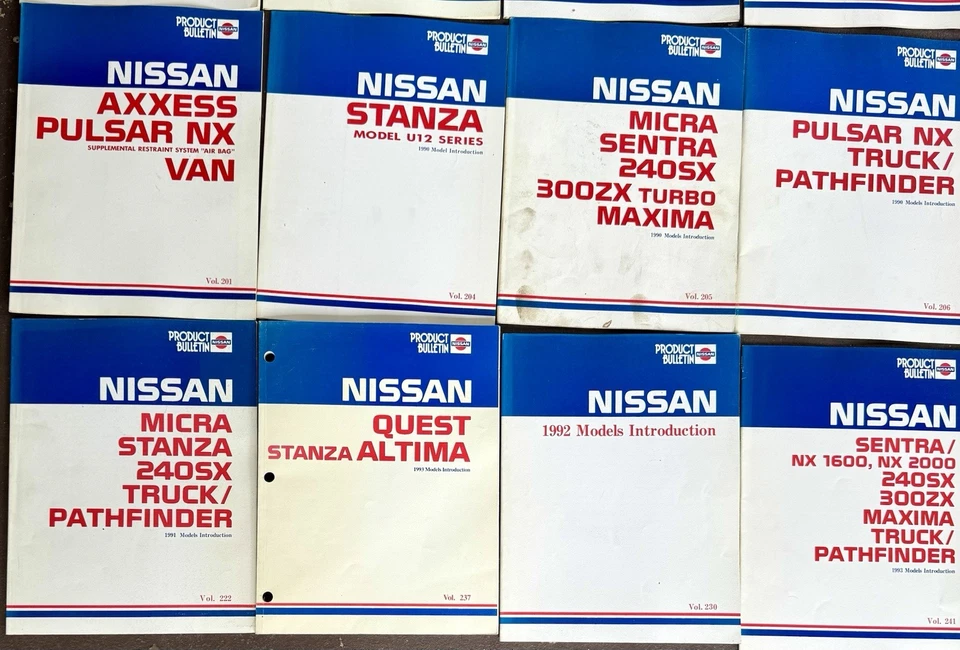 PRODUCT
BULLETIN NISSAN
NISSAN
AXXESS
PULSAR NX
SUPPLEMENTAL RESTRAINT SYSTEM "AIR BAG"
VAN
Vol. 201
PRODUCT
BULLETIN NISSAN
NISSAN
STANZA
MODEL U12 SERIES
1990 Model Introduction
Vol. 204
PRODUCT
BULLETIN NISSAN
NISSAN
MICRA
SENTRA
240SX
300ZX TURBO
MAXIMA
1990 Models Introduction
Vol. 205
PRODUCT
BULLETIN NISSAN
NISSAN
PULSAR NX
TRUCK/
PATHFINDER
1990 Models Introduction
Vol. 206
PRODUCT
BULLETIN NISSAN
NISSAN
MICRA
STANZA
240SX
TRUCK/
PATHFINDER
1991 Models Introduction
Vol. 222
PRODUCT
BULLETIN NISSAN
NISSAN
QUEST
STANZA ALTIMA
1993 Models Introduction
Vol. 237
PRODUCT
BULLETIN NISSAN
NISSAN
1992 Models Introduction
Vol. 230
PRODUCT
BULLETIN NISSAN
NISSAN
SENTRA/
NX 1600, NX 2000
240SX
300ZX
MAXIMA
TRUCK/
PATHFINDER
1993 Models Introduction
Vol. 241